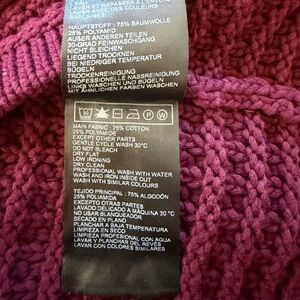 L'EAU
LAVER AVEC DES COULEURS
SIMILAIRES
HAUPTSTOFF : 75% BAUMWOLLE
25% POLYAMID
AUßER ANDEREN TEILEN
30-GRAD FEINWASCHGANG
NICHT BLEICHEN
LIEGEND TROCKNEN
BEI NIEDRIGER TEMPERATUR
BÜGELN
TROCKENREINIGUNG
PROFESSIONELLE NASSREINIGUNG
LINKS WASCHEN UND BÜGELN
MIT ÄHNLICHEN FARBEN WASCHEN
P W
MAIN FABRIC : 75% COTTON
25% POLYAMIDE
EXCEPT OTHER PARTS
GENTLE CYCLE WASH 30°C
DO NOT BLEACH
DRY FLAT
LOW IRONING
DRY CLEAN
PROFESSIONAL WASH WITH WATER
WASH AND IRON INSIDE OUT
WASH WITH SIMILAR COLOURS
TEJIDO PRINCIPAL : 75% ALGODÓN
25% POLIAMIDA
EXCEPTO OTRAS PARTES
LAVADO DELICADO A MÁQUINA 30 °C
NO USAR BLANQUEADOR
SECADO EN PLANO
PLANCHAR A BAJA TEMPERATURA
LIMPIEZA EN SECO
LIMPIEZA PROFESIONAL CON AGUA
LAVAR Y PLANCHAR DEL REVÉS
LAVAR CON COLORES SIMILARES